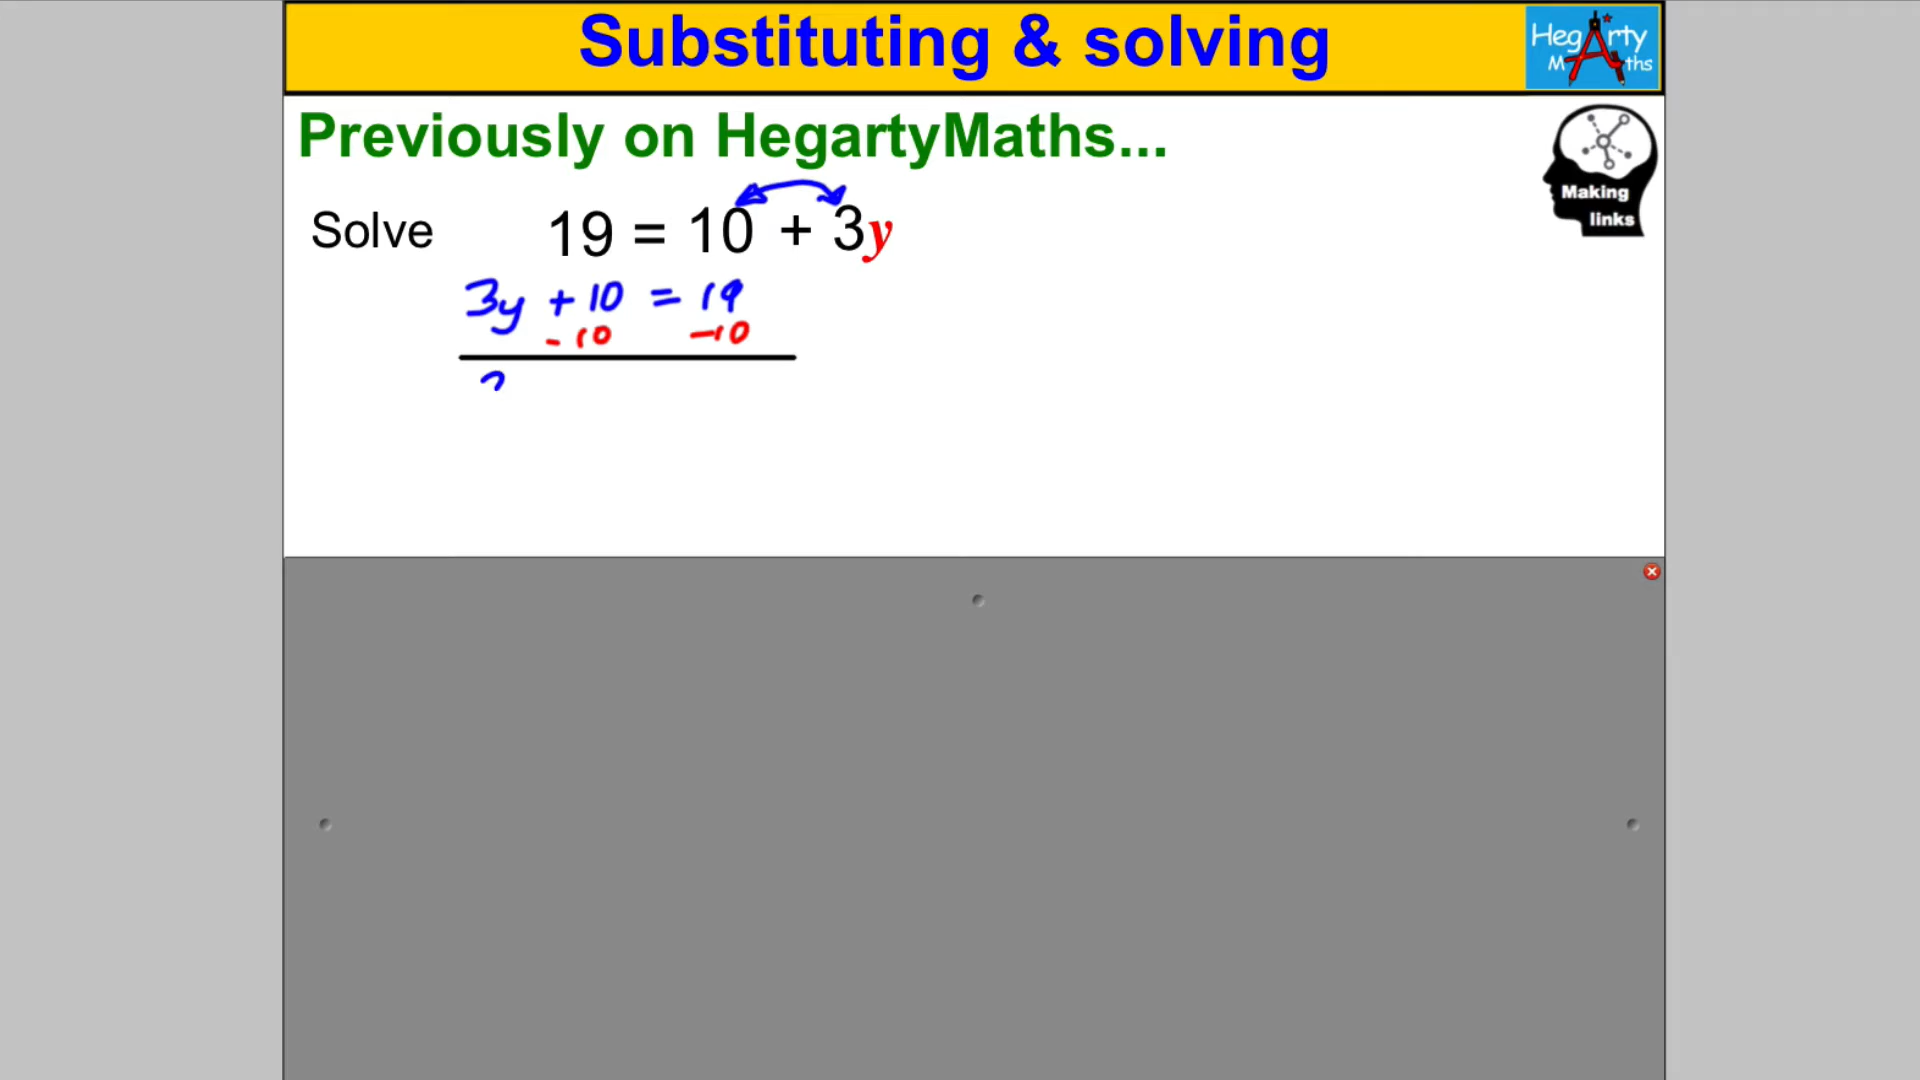 Substituting & solving
HegArty
Maths
Previously on HegartyMaths...
Making
links
Solve 19 = 10 + 3y
3y + 10 = 19
- 10 - 10